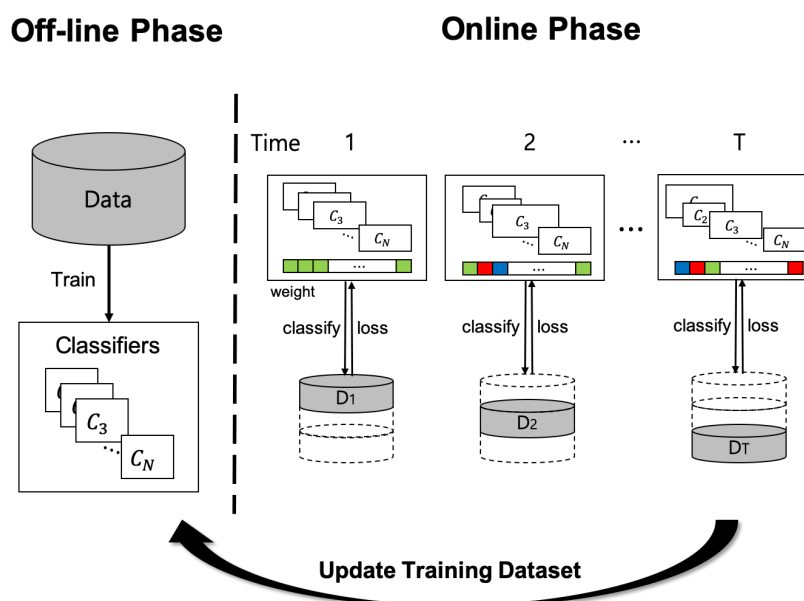 Off-line Phase
Online Phase
Time 1 2 ... T
Data
Train
Classifiers
C3
... CN
C3
... CN
...
weight
classify loss
D1
C3
... CN
...
classify loss
D2
...
C2
C3
... CN
...
classify loss
DT
Update Training Dataset